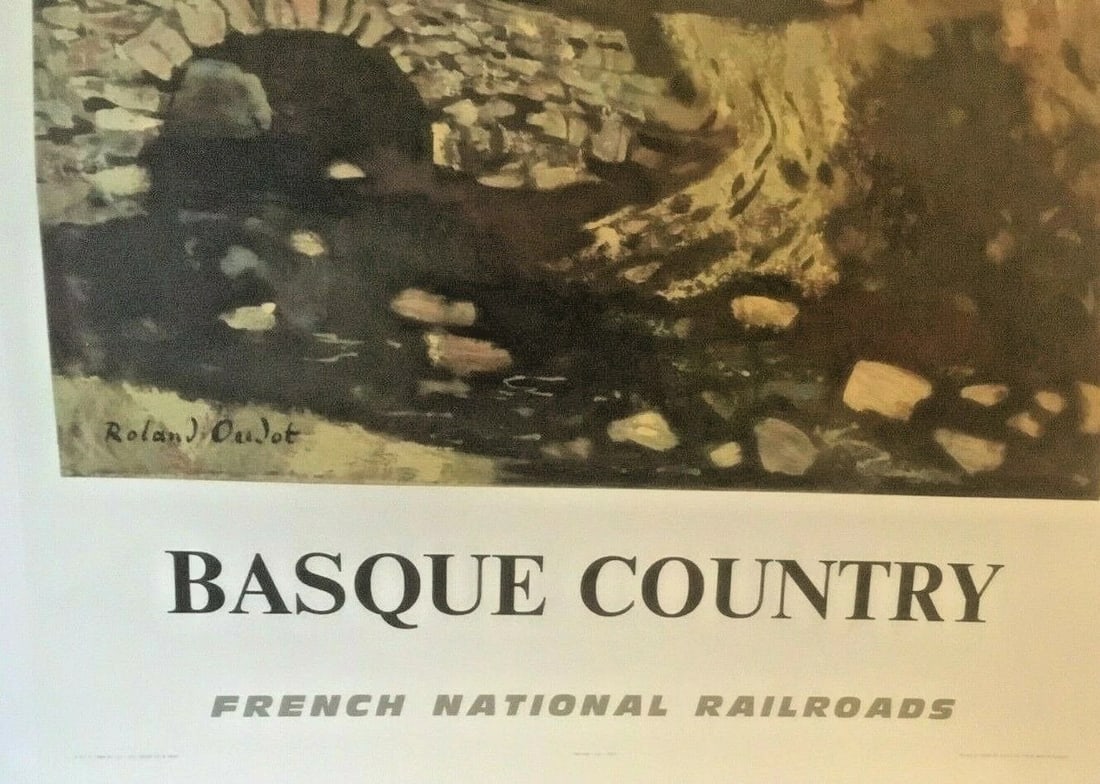 Roland Oudot
BASQUE COUNTRY
FRENCH NATIONAL RAILROADS